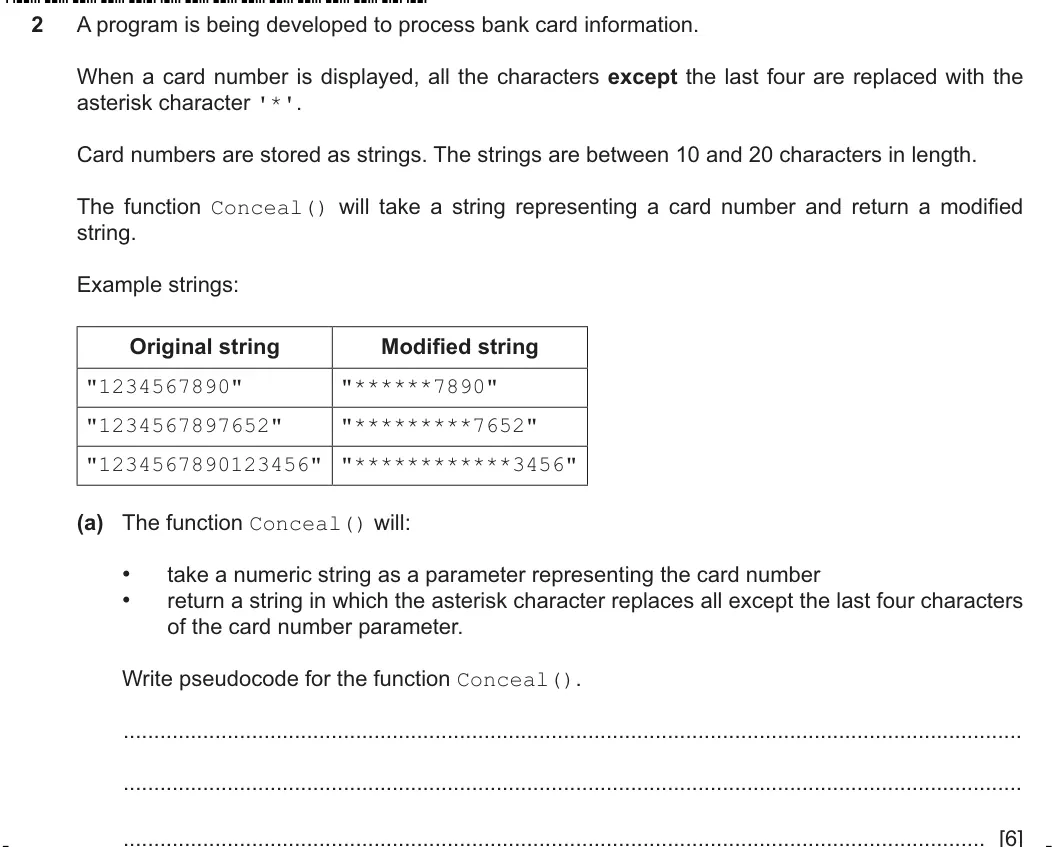 2 A program is being developed to process bank card information.
When a card number is displayed, all the characters except the last four are replaced with the
asterisk character '*'.
Card numbers are stored as strings. The strings are between 10 and 20 characters in length.
The function Conceal() will take a string representing a card number and return a modified
string.
Example strings:
Original string Modified string
"1234567890" "******7890"
"1234567897652" "*********7652"
"1234567890123456" "************3456"
(a) The function Conceal() will:
• take a numeric string as a parameter representing the card number
• return a string in which the asterisk character replaces all except the last four characters
of the card number parameter.
Write pseudocode for the function Conceal().
[6]